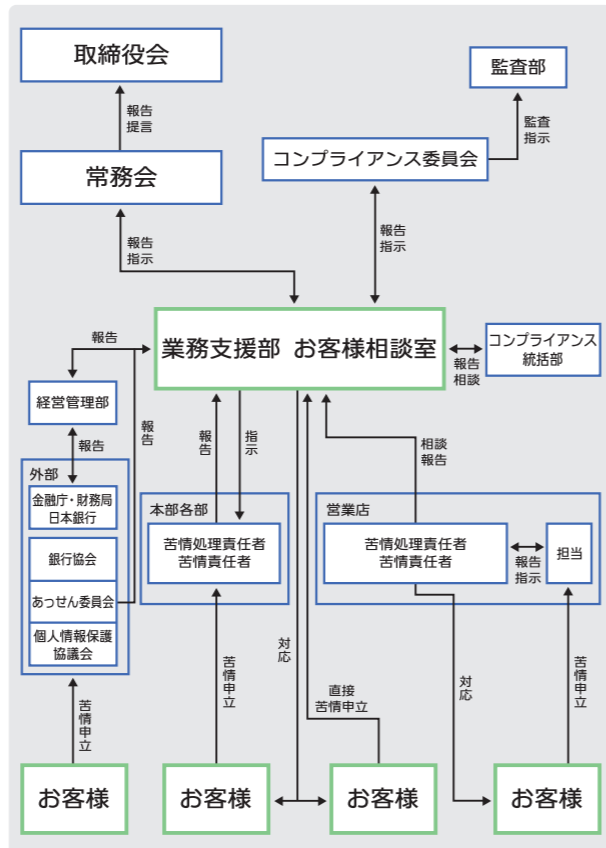 取締役会
監査部
報告
提言
監査
指示
常務会
コンプライアンス委員会
報告
指示
報告
指示
業務支援部 お客様相談室
コンプライアンス
統括部
報告
相談
報告
経営管理部
報告
報告
報告
指示
相談
報告
外部
金融庁・財務局
日本銀行
銀行協会
あっせん委員会
個人情報保護
協議会
本部各部
苦情処理責任者
苦情責任者
営業店
苦情処理責任者
苦情責任者
報告
指示
担当
苦情申立
苦情申立
対応
直接
苦情申立
対応
苦情申立
お客様
お客様
お客様
お客様